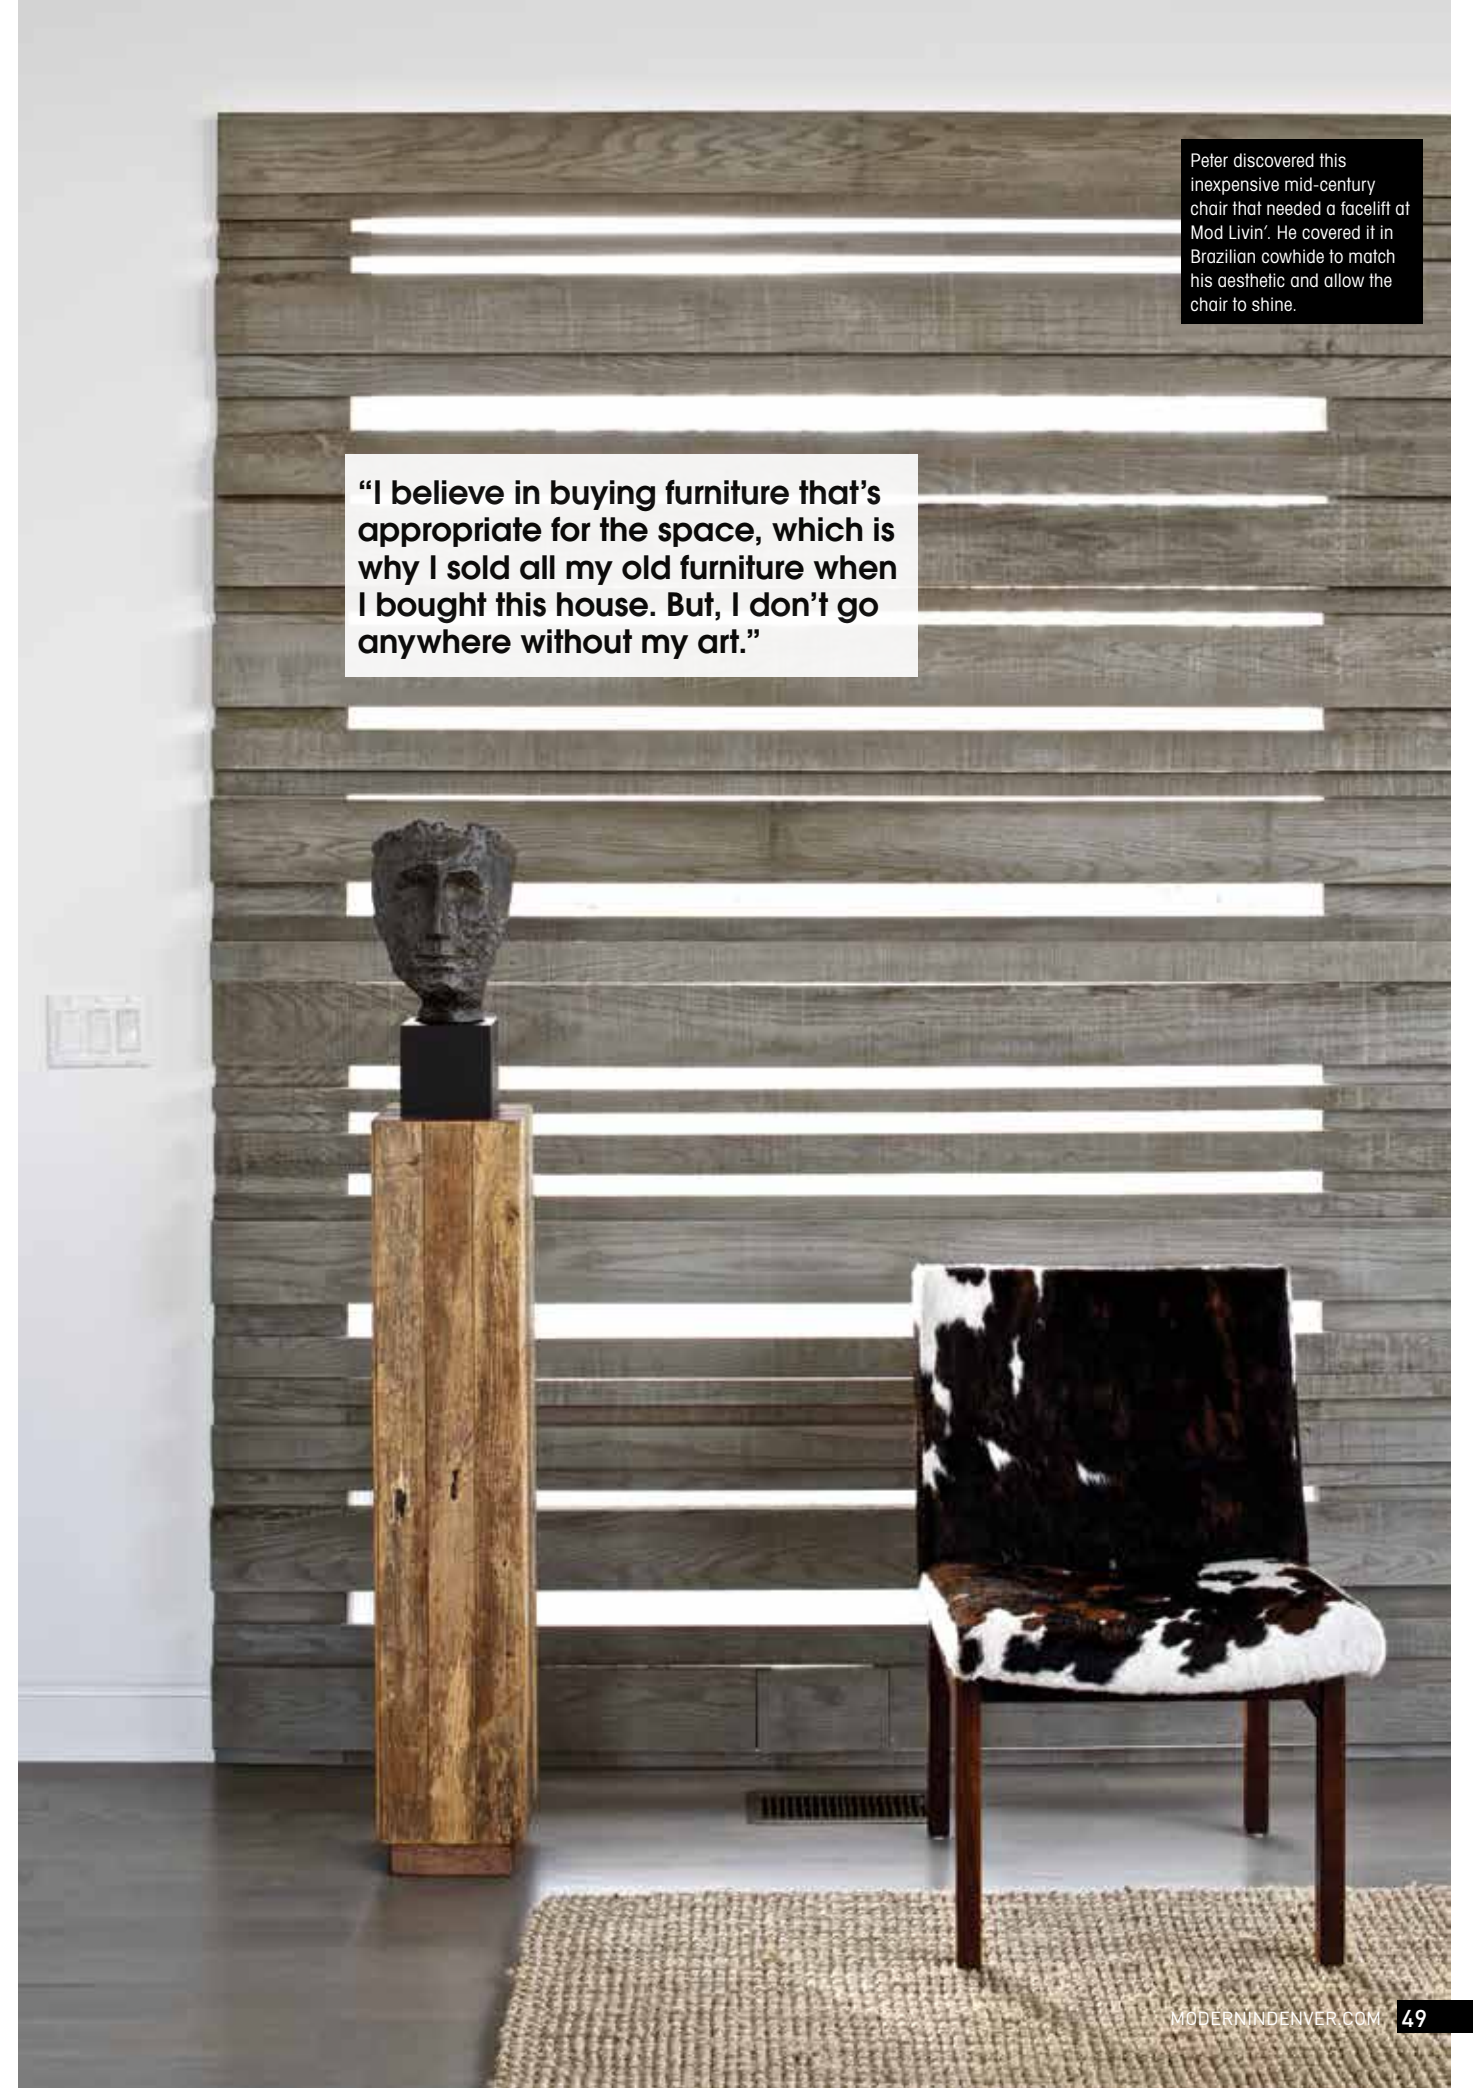 Peter discovered this
inexpensive mid-century
chair that needed a facelift at
Mod Livin’. He covered it in
Brazilian cowhide to match
his aesthetic and allow the
chair to shine.
“I believe in buying furniture that’s
appropriate for the space, which is
why I sold all my old furniture when
I bought this house. But, I don’t go
anywhere without my art.”
MODERNINDENVER.COM 49